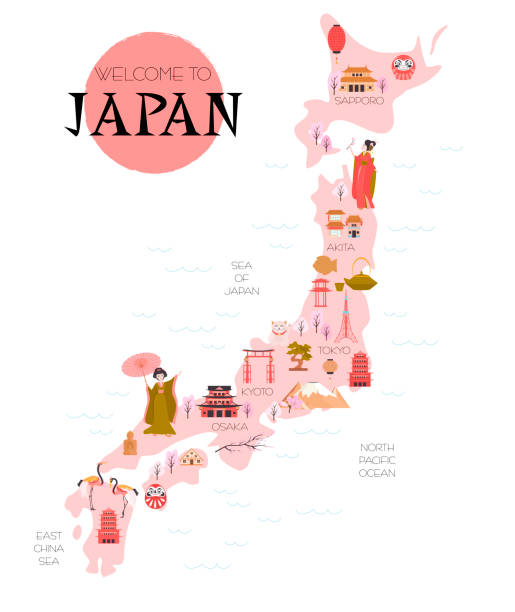 WELCOME TO
JAPAN
SAPPORO
AKITA
SEA
OF
JAPAN
TOKYO
KYOTO
OSAKA
NORTH
PACIFIC
OCEAN
EAST
CHINA
SEA